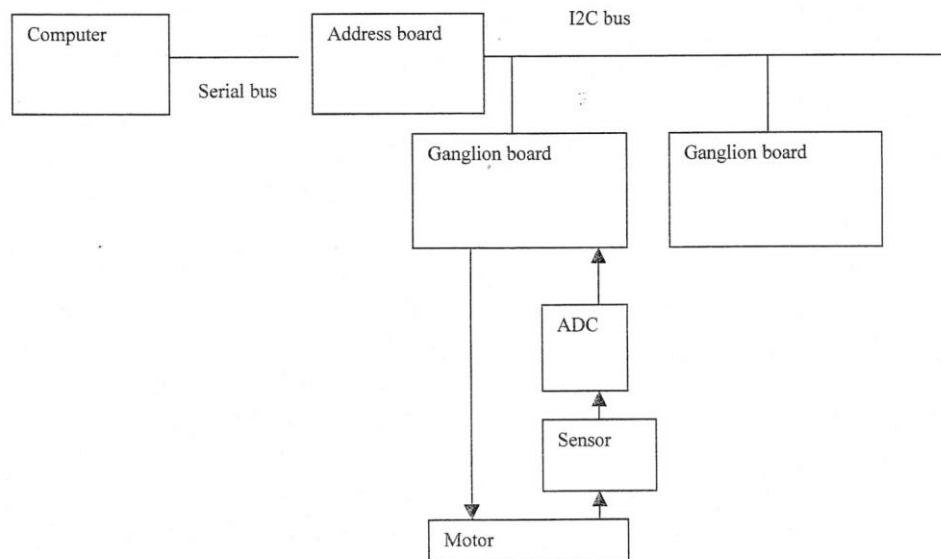 I2C bus
Computer
Address board
Serial bus
Ganglion board
Ganglion board
ADC
Sensor
Motor